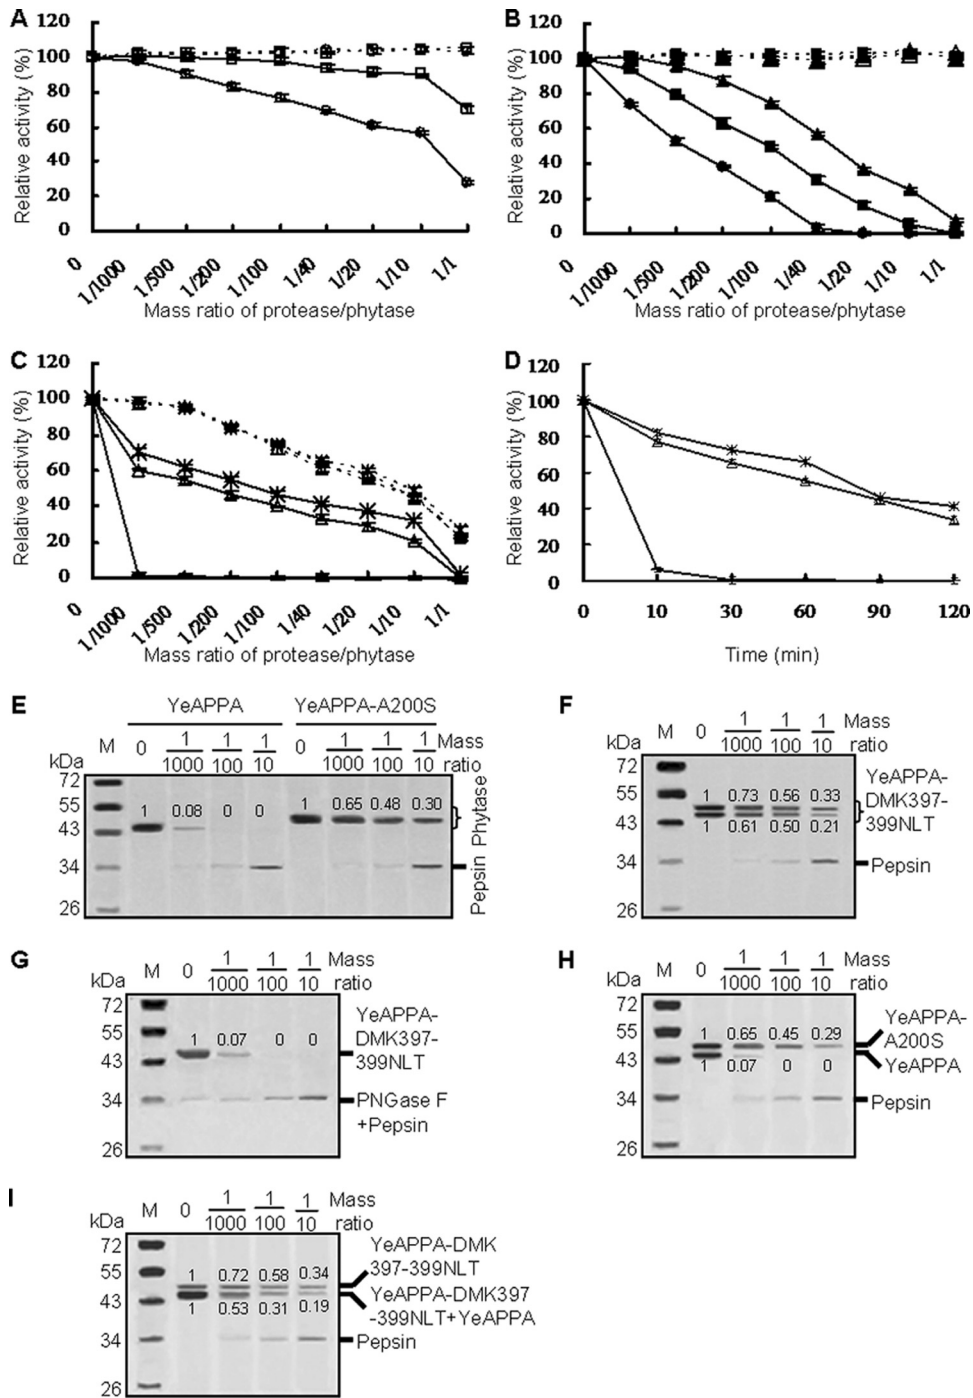 A
120
100
80
60
40
20
0
Relative activity (%)
0
1/1000
1/500
1/200
1/100
1/40
1/20
1/10
1/1
Mass ratio of protease/phytase
B
120
100
80
60
40
20
0
Relative activity (%)
0
1/1000
1/500
1/200
1/100
1/40
1/20
1/10
1/1
Mass ratio of protease/phytase
C
120
100
80
60
40
20
0
Relative activity (%)
0
1/1000
1/500
1/200
1/100
1/40
1/20
1/10
1/1
Mass ratio of protease/phytase
D
120
100
80
60
40
20
0
Relative activity (%)
0 10 30 60 90 120
Time (min)
E
YeAPPA YeAPPA-A200S
kDa M 0 1/1000 1/100 1/10 0 1/1000 1/100 1/10 Mass ratio
72
55
43
34
26
1 0.08 0 0 1 0.65 0.48 0.30
Phytase
Pepsin
F
kDa M 0 1/1000 1/100 1/10 Mass ratio
72
55
43
34
26
1 0.73 0.56 0.33
1 0.61 0.50 0.21
YeAPPA-
DMK397-
399NLT
Pepsin
G
kDa M 0 1/1000 1/100 1/10 Mass ratio
72
55
43
34
26
1 0.07 0 0
YeAPPA-
DMK397-
399NLT
PNGase F
+Pepsin
H
kDa M 0 1/1000 1/100 1/10 Mass ratio
72
55
43
34
26
1 0.65 0.45 0.29
1 0.07 0 0
YeAPPA-
A200S
YeAPPA
Pepsin
I
kDa M 0 1/1000 1/100 1/10 Mass ratio
72
55
43
34
26
1 0.72 0.58 0.34
1 0.53 0.31 0.19
YeAPPA-DMK
397-399NLT
YeAPPA-DMK397
-399NLT+YeAPPA
Pepsin